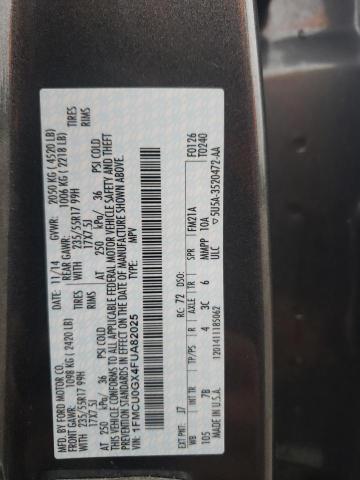 MFD. BY FORD MOTOR CO.
DATE: 11/14 GVWR: 2050 KG ( 4520 LB)
FRONT GAWR: 1098 KG ( 2420 LB) REAR GAWR: 1006 KG ( 2218 LB)
WITH 235/55R17 99H TIRES WITH 235/55R17 99H TIRES
17X7.5J RIMS 17X7.5J RIMS
AT 250 kPa/ 36 PSI COLD AT 250 kPa/ 36 PSI COLD
THIS VEHICLE CONFORMS TO ALL APPLICABLE FEDERAL MOTOR VEHICLE SAFETY AND THEFT
PREVENTION STANDARDS IN EFFECT ON THE DATE OF MANUFACTURE SHOWN ABOVE.
VIN: 1FMCU0GX4FUA82025 TYPE: MPV
F0126
T0240
EXT PNT: J7 RC: 72 DSO: FM21A
WB INT TR TP/PS R AXLE TR SPR
105 7B 4 3C 6 MMPP 10A
MADE IN U.S.A. ULC
1201411185062 ▽5U5A-3520472-AA